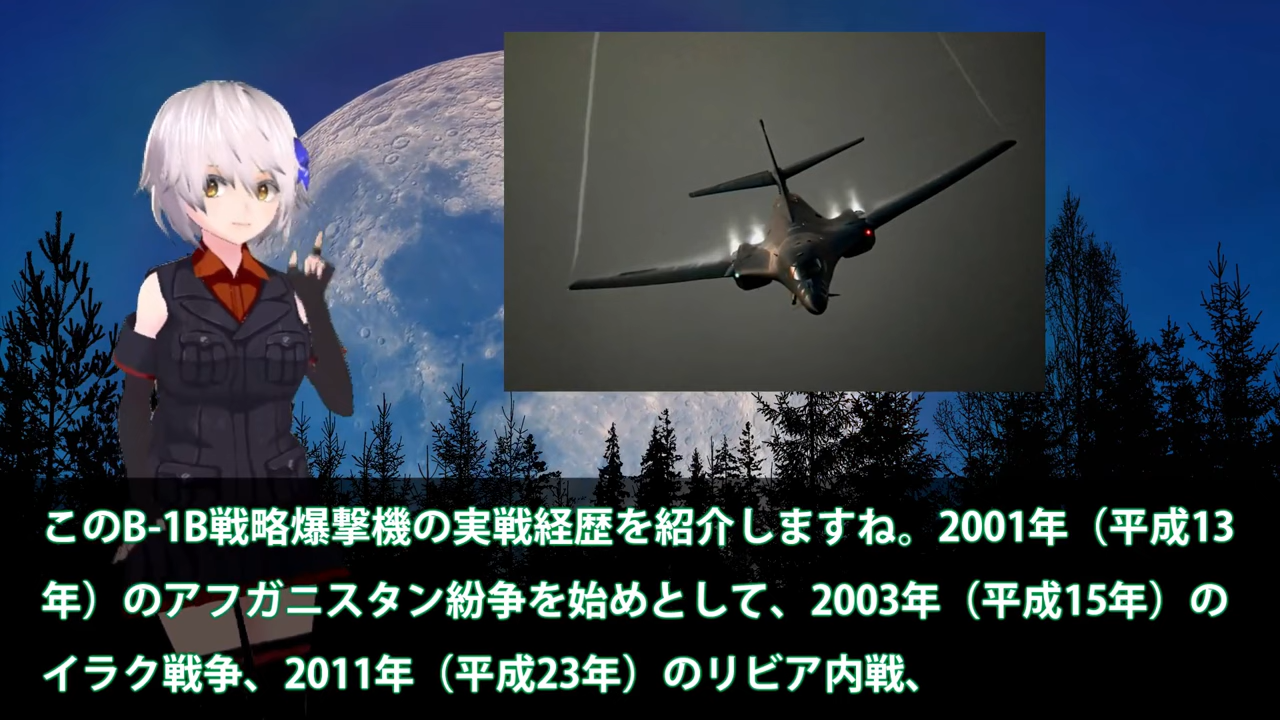 このB-1B戦略爆撃機の実戦経歴を紹介しますね。2001年（平成13
年）のアフガニスタン紛争を始めとして、2003年（平成15年）の
イラク戦争、2011年（平成23年）のリビア内戦、